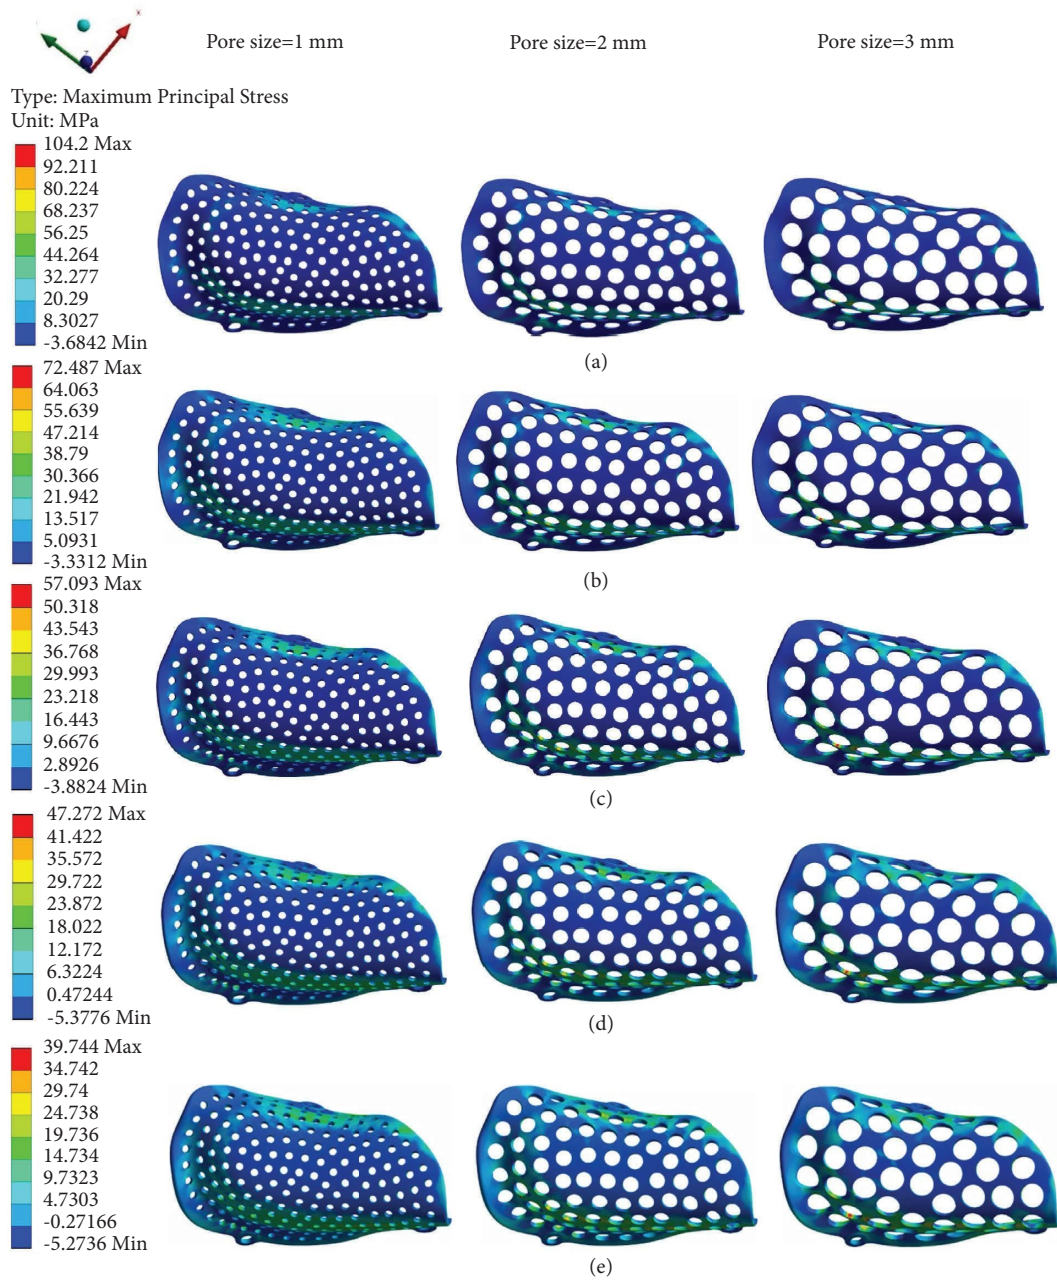 x
Pore size=1 mm
Pore size=2 mm
Pore size=3 mm
Type: Maximum Principal Stress
Unit: MPa
104.2 Max
92.211
80.224
68.237
56.25
44.264
32.277
20.29
8.3027
-3.6842 Min
(a)
72.487 Max
64.063
55.639
47.214
38.79
30.366
21.942
13.517
5.0931
-3.3312 Min
(b)
57.093 Max
50.318
43.543
36.768
29.993
23.218
16.443
9.6676
2.8926
-3.8824 Min
(c)
47.272 Max
41.422
35.572
29.722
23.872
18.022
12.172
6.3224
0.47244
-5.3776 Min
(d)
39.744 Max
34.742
29.74
24.738
19.736
14.734
9.7323
4.7303
-0.27166
-5.2736 Min
(e)